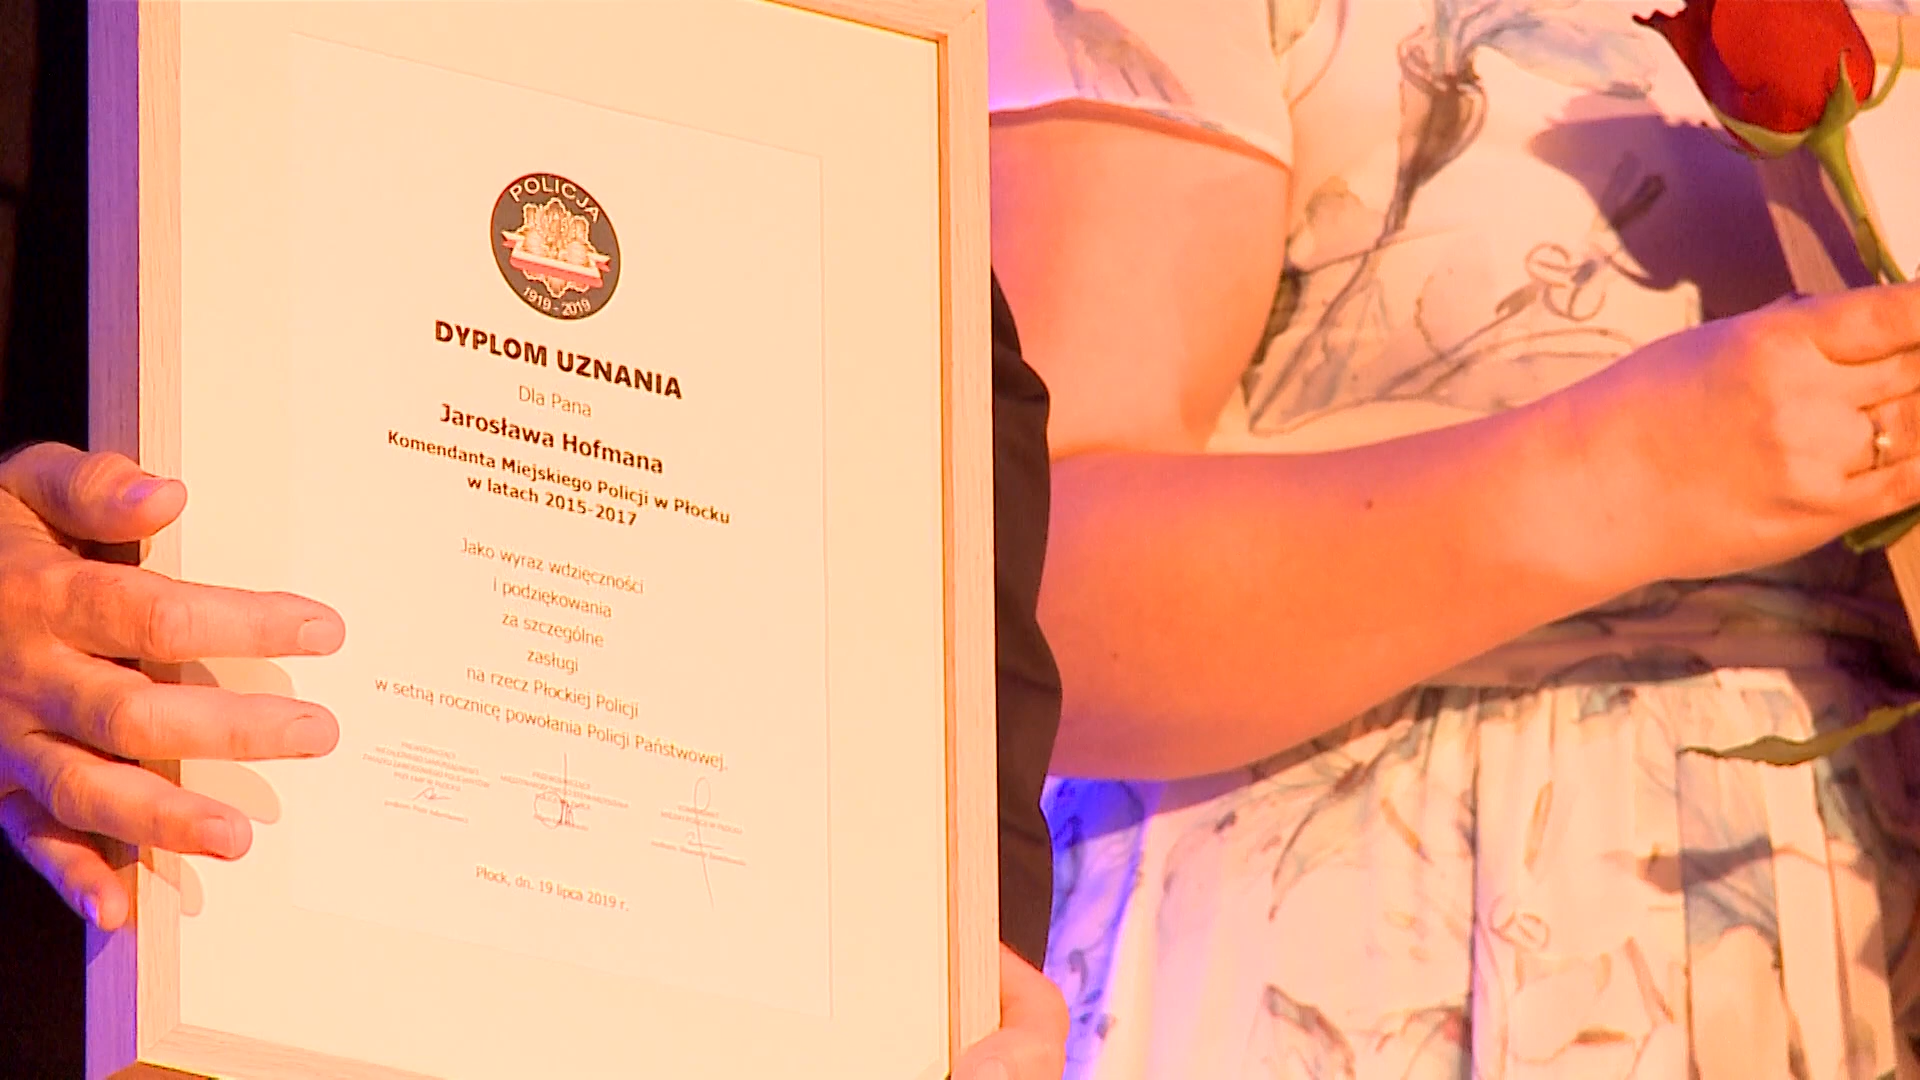 POLICJA
1919 - 2019
DYPLOM UZNANIA
Dla Pana
Jarosława Hofmana
Komendanta Miejskiego Policji w Płocku
w latach 2015-2017
Jako wyraz wdzięczności
i podziękowania
za szczególne
zasługi
na rzecz Płockiej Policji
w setną rocznicę powołania Policji Państwowej.
Płock, dn. 19 lipca 2019 r.